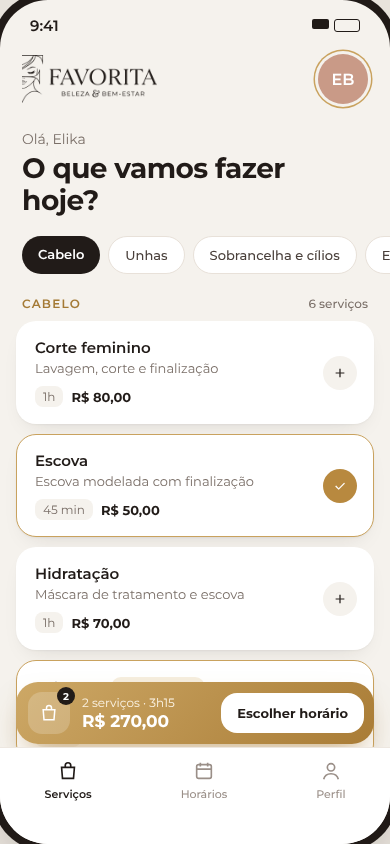 9:41
FAVORITA
BELEZA & BEM-ESTAR
EB
Olá, Elika
O que vamos fazer
hoje?
Cabelo
Unhas
Sobrancelha e cílios
E
CABELO
6 serviços
Corte feminino
Lavagem, corte e finalização
1h
R$ 80,00
Escova
Escova modelada com finalização
45 min
R$ 50,00
Hidratação
Máscara de tratamento e escova
1h
R$ 70,00
2
2 serviços · 3h15
R$ 270,00
Escolher horário
Serviços
Horários
Perfil